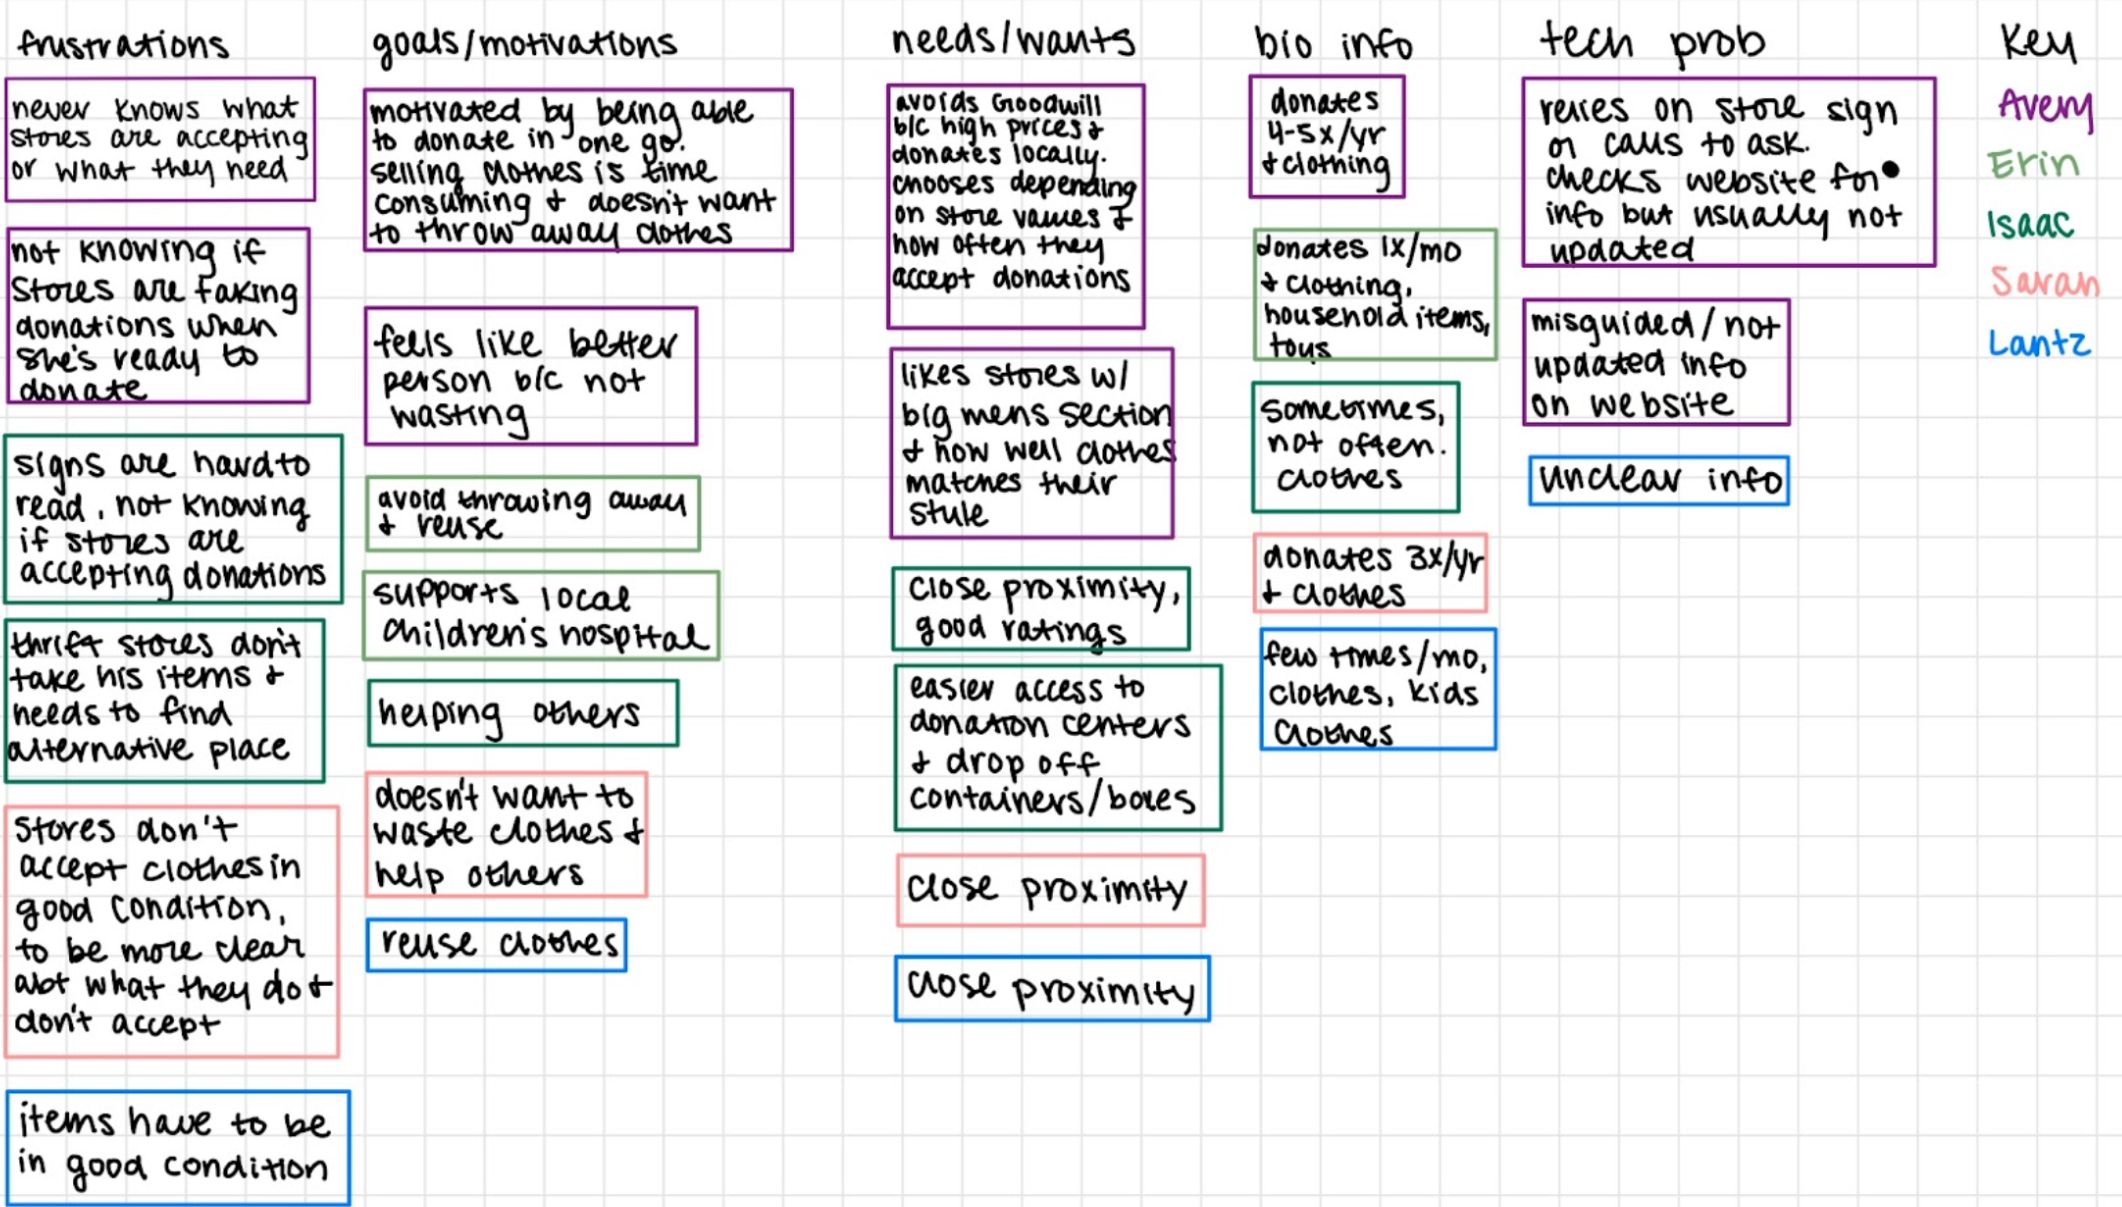 frustrations
never knows what
stores are accepting
or what they need
not knowing if
stores are taking
donations when
she's ready to
donate
signs are hard to
read, not knowing
if stores are
accepting donations
thrift stores don't
take his items &
needs to find
alternative place
stores don't
accept clothes in
good condition,
to be more clear
abt what they do &
don't accept
items have to be
in good condition
goals/motivations
motivated by being able
to donate in one go.
selling clothes is time
consuming & doesn't want
to throw away clothes
feels like better
person b/c not
wasting
avoid throwing away
& reuse
supports local
children's hospital
helping others
doesn't want to
waste clothes &
help others
reuse clothes
needs/wants
avoids Goodwill
b/c high prices &
donates locally.
chooses depending
on store values &
how often they
accept donations
likes stores w/
big mens section
& how well clothes
matches their
style
close proximity,
good ratings
easier access to
donation centers
& drop off
containers/boxes
close proximity
close proximity
bio info
donates
4-5x/yr
& clothing
donates 1x/mo
& clothing,
household items,
toys
sometimes,
not often.
clothes
donates 3x/yr
& clothes
few times/mo,
clothes, kids
clothes
tech prob
relies on store sign
or calls to ask.
checks website for
info but usually not
updated
misguided/not
updated info
on website
unclear info
Key
Avery
Erin
Isaac
Sarah
Lantz